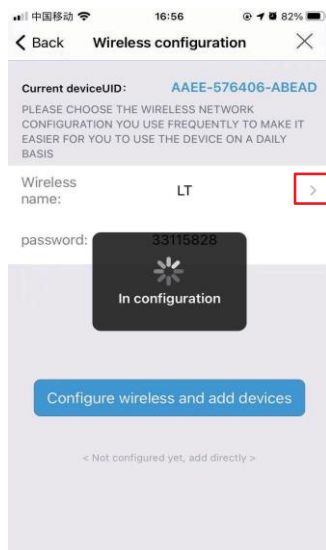 中国移动 16:56 82%
Back Wireless configuration
Current deviceUID: AAEE-576406-ABEAD
PLEASE CHOOSE THE WIRELESS NETWORK
CONFIGURATION YOU USE FREQUENTLY TO MAKE IT
EASIER FOR YOU TO USE THE DEVICE ON A DAILY
BASIS
Wireless
name:
LT
password: 33115828
In configuration
Configure wireless and add devices
< Not configured yet, add directly >